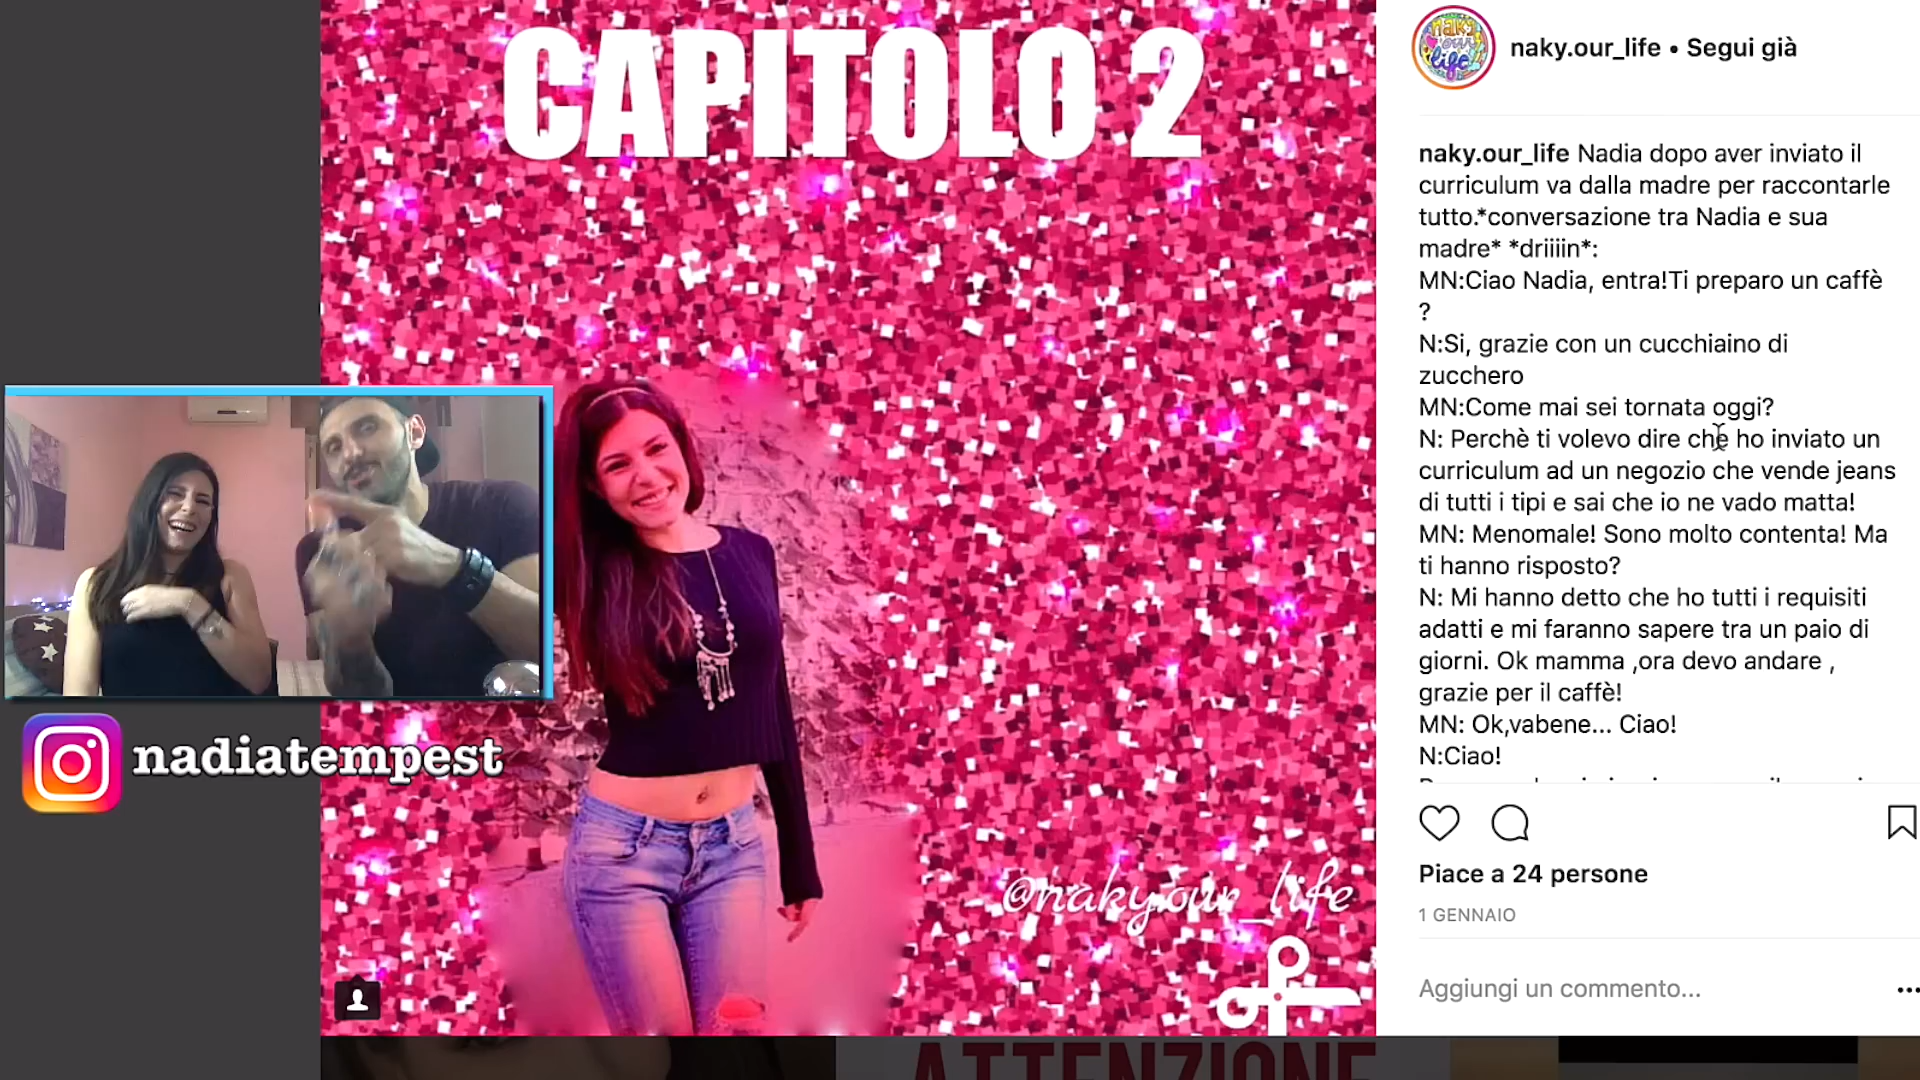 CAPITOLO 2
naky.our_life • Segui già
naky.our_life Nadia dopo aver inviato il
curriculum va dalla madre per raccontarle
tutto.*conversazione tra Nadia e sua
madre* *driiiin*:
MN:Ciao Nadia, entra!Ti preparo un caffè
?
N:Si, grazie con un cucchiaino di
zucchero
MN:Come mai sei tornata oggi?
N: Perchè ti volevo dire che ho inviato un
curriculum ad un negozio che vende jeans
di tutti i tipi e sai che io ne vado matta!
MN: Menomale! Sono molto contenta! Ma
ti hanno risposto?
N: Mi hanno detto che ho tutti i requisiti
adatti e mi faranno sapere tra un paio di
giorni. Ok mamma ,ora devo andare ,
grazie per il caffè!
MN: Ok,vabene... Ciao!
N:Ciao!
nadiatempest
@naky.our_life
Piace a 24 persone
1 GENNAIO
Aggiungi un commento...
ATTENZIONE
naky
our
life